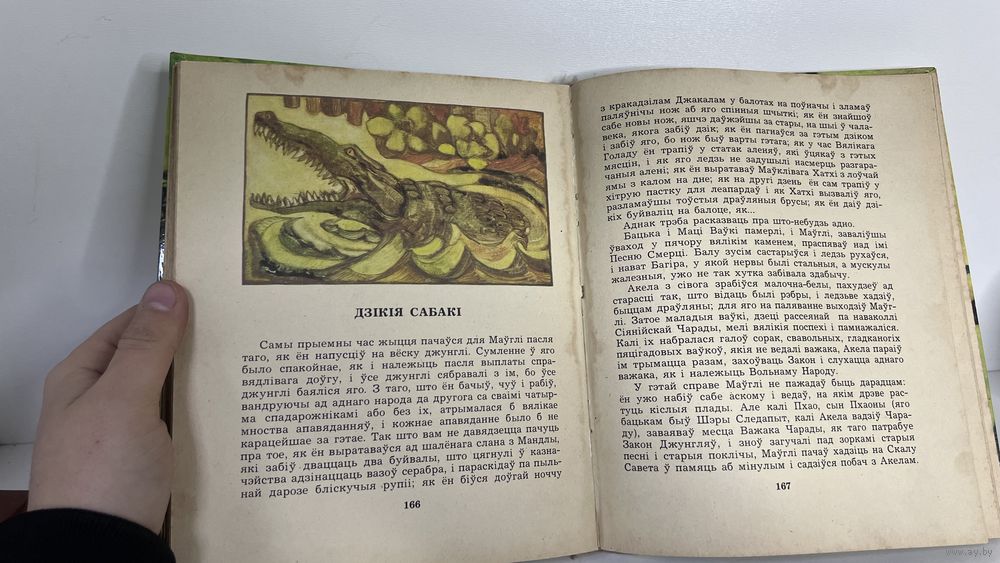 ДЗІКІЯ САБАКІ
Самы прыемны час жыцця пачаўся для Маўглі пасля
таго, як ён напусціў на вёску джунглі. Сумленне ў яго
было спакойнае, як і належыць пасля выплаты спра-
вядлівага доўгу, і ўсе джунглі сябравалі з ім, бо ўсе
джунглі баяліся яго. З таго, што ён бачыў, чуў і рабіў,
вандруючы ад аднаго народа да другога са сваімі чатыр-
ма спадарожнікамі або без іх, атрымалася б вялікае
мноства апавяданняў, і кожнае апавяданне было б не
карацейшае за гэтае. Так што вам не давядзецца пачуць
пра тое, як ён выратаваўся ад шалёнага слана з Мандлы,
які забіў дваццаць два буйвалы, што цягнулі ў казна-
чэйства адзінаццаць вазоў серабра, і параскідаў па пыль-
най дарозе бліскучыя рупіі; як ён біўся доўгай ноччу
166
з кракадзілам Джакалам у балотах на поўначы і зламаў
паляўнічы нож аб яго спінныя шчыткі; як ён знайшоў
сабе новы нож, яшчэ даўжэйшы за стары, на шыі ў чала-
века, якога забіў дзік; як ён пагнаўся за гэтым дзіком
і забіў яго, бо нож быў варты гэтага; як у час Вялікага
Голаду ён трапіў у статак аленяў, які ўцякаў з гэтых
мясцін, і як яго ледзь не задушылі насмерць разгара-
чаныя алені; як ён выратаваў Маўклівага Хатхі з лоўчай
ямы з калом на дне; як на другі дзень ён сам трапіў у
хітрую пастку для леапардаў і як Хатхі вызваліў яго,
разламаўшы тоўстыя драўляныя брусы; як ён даіў дзі-
кіх буйваліц на балоце, як...
Аднак трэба расказваць пра што-небудзь адно.
Бацька і Маці Ваўкі памерлі, і Маўглі, заваліўшы
ўваход у пячору вялікім каменем, праспяваў над імі
Песню Смерці. Балу зусім састарыўся і ледзь рухаўся,
і нават Багіра, у якой нервы былі стальныя, а мускулы
жалезныя, ужо не так хутка забівала здабычу.
Акела з сівога зрабіўся малочна-белы, пахудзеў ад
старасці так, што відаць былі рэбры, і ледзьве хадзіў,
быццам драўляны; для яго на паляванне выходзіў Маўг-
лі. Затое маладыя ваўкі, дзеці рассеянай па наваколлі
Сіянійскай Чарады, мелі вялікія поспехі і памнажаліся.
Калі іх набралася галоў сорак, свавольных, гладканогіх
пяцігадовых ваўкоў, якія не ведалі важака, Акела параіў
ім трымацца разам, захоўваць Закон і слухацца аднаго
важака, як і належыць Вольнаму Народу.
У гэтай справе Маўглі не пажадаў быць дарадцам:
ён ужо набіў сабе аскому і ведаў, на якім дрэве рас-
туць кіслыя плады. Але калі Пхао, сын Пхаоны (яго
бацькам быў Шэры Следапыт, калі Акела вадзіў Чара-
ду), заваяваў месца Важака Чарады, як таго патрабуе
Закон Джунгляў, і зноў загучалі пад зоркамі старыя
песні і старыя поклічы, Маўглі пачаў хадзіць на Скалу
Савета ў памяць аб мінулым і садзіўся побач з Акелам.
167
www.ay.by